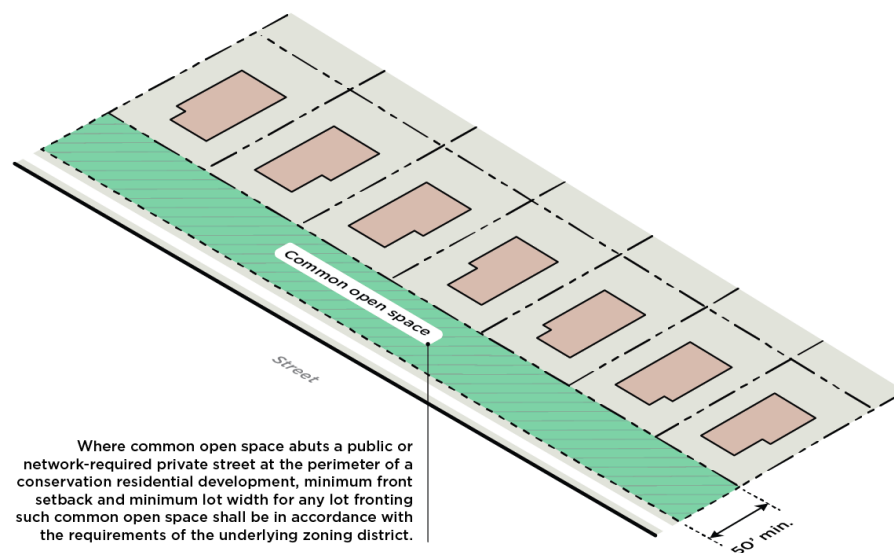 Common open space
Street
Where common open space abuts a public or
network-required private street at the perimeter of a
conservation residential development, minimum front
setback and minimum lot width for any lot fronting
such common open space shall be in accordance with
the requirements of the underlying zoning district.
50' min.